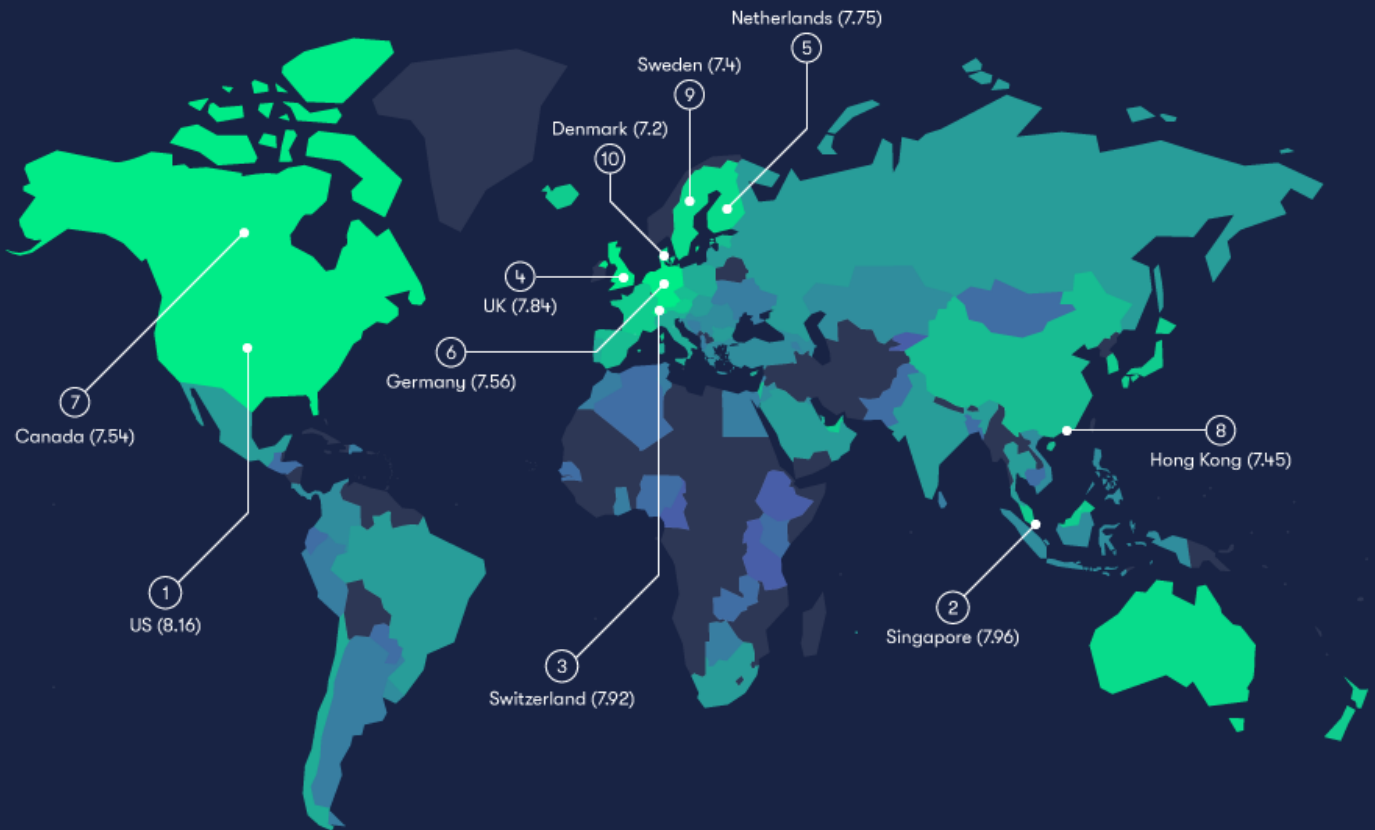 Netherlands (7.75)
5
Sweden (7.4)
9
Denmark (7.2)
10
4
UK (7.84)
6
Germany (7.56)
7
Canada (7.54)
8
Hong Kong (7.45)
1
US (8.16)
2
Singapore (7.96)
3
Switzerland (7.92)